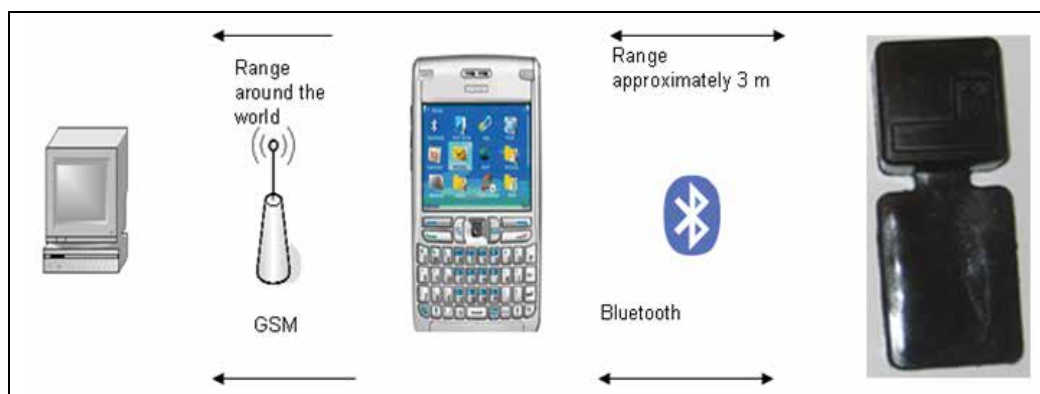 Range
around the
world
Range
approximately 3 m
GSM
Bluetooth